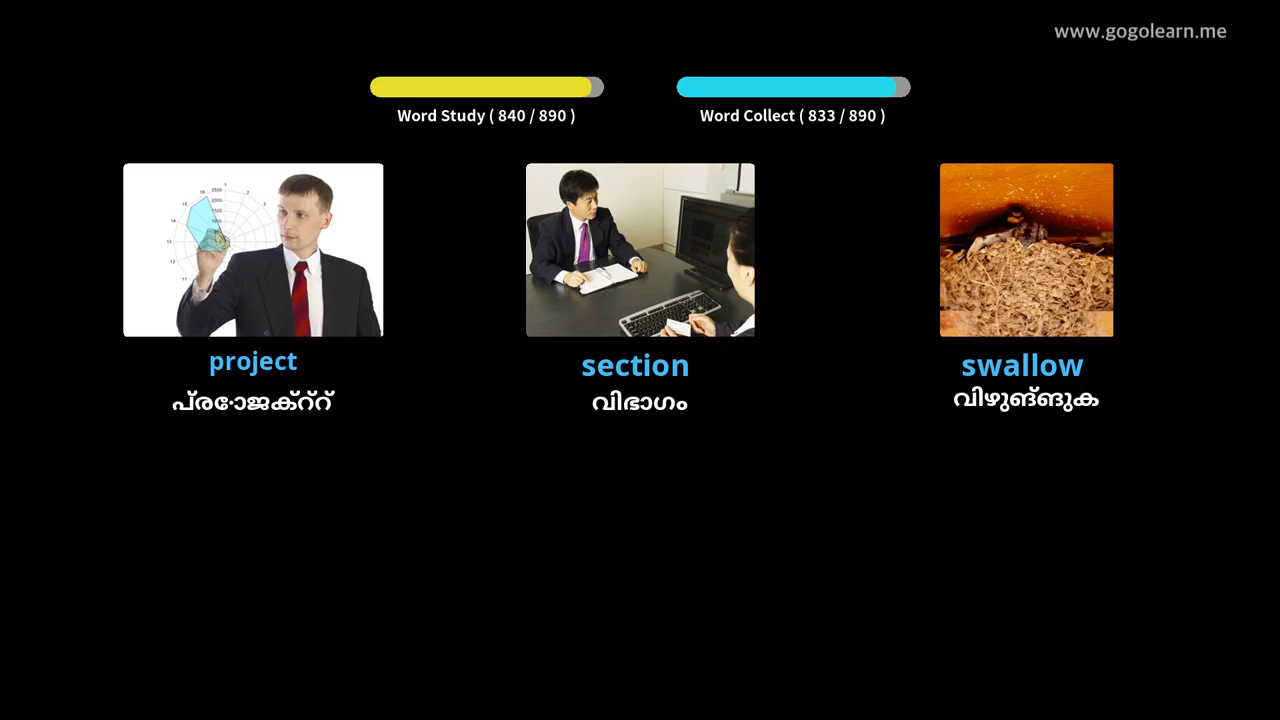 www.gogolearn.me
Word Study ( 840 / 890 )
Word Collect ( 833 / 890 )
project
section
swallow
പ്രോജക്റ്റ്
വിഭാഗം
വിഴുങ്ങുക